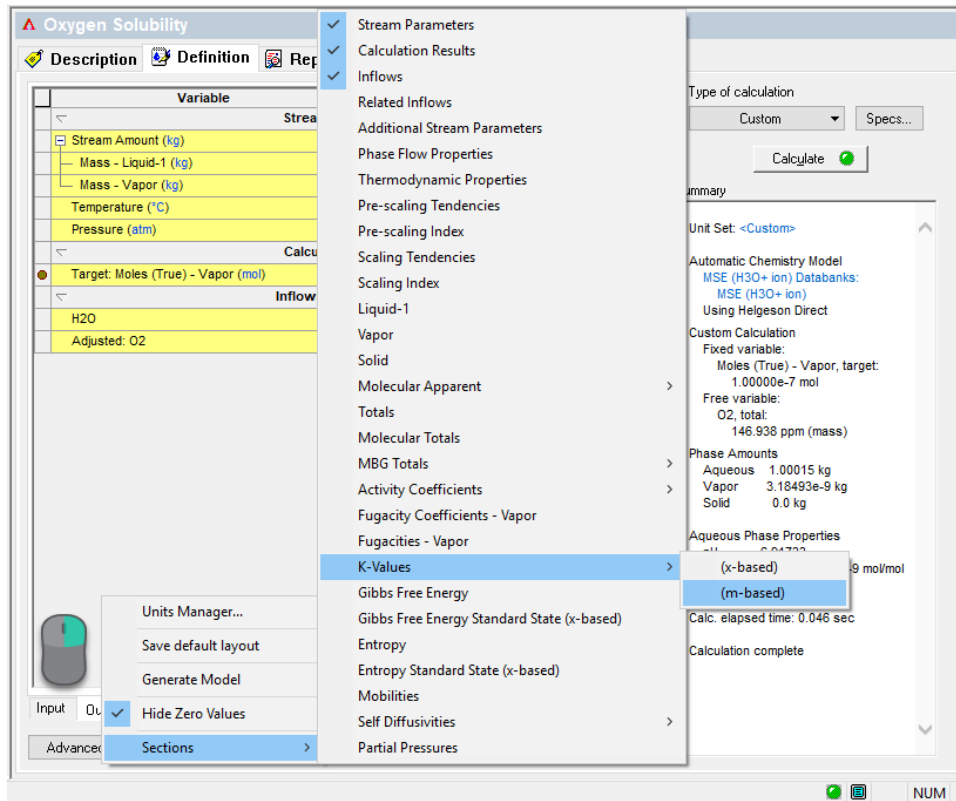 Oxygen Solubility
Description
Definition
Rep
Variable
Strea
Stream Amount (kg)
Mass - Liquid-1 (kg)
Mass - Vapor (kg)
Temperature (°C)
Pressure (atm)
Calcu
Target: Moles (True) - Vapor (mol)
Inflow
H2O
Adjusted: O2
Input
Ou
Advanced
Units Manager...
Save default layout
Generate Model
Hide Zero Values
Sections
Stream Parameters
Calculation Results
Inflows
Related Inflows
Additional Stream Parameters
Phase Flow Properties
Thermodynamic Properties
Pre-scaling Tendencies
Pre-scaling Index
Scaling Tendencies
Scaling Index
Liquid-1
Vapor
Solid
Molecular Apparent
Totals
Molecular Totals
MBG Totals
Activity Coefficients
Fugacity Coefficients - Vapor
Fugacities - Vapor
K-Values
Gibbs Free Energy
Gibbs Free Energy Standard State (x-based)
Entropy
Entropy Standard State (x-based)
Mobilities
Self Diffusivities
Partial Pressures
(x-based)
(m-based)
Type of calculation
Custom
Specs...
Calculate
ummary
Unit Set: <Custom>
Automatic Chemistry Model
MSE (H3O+ ion) Databanks:
MSE (H3O+ ion)
Using Helgeson Direct
Custom Calculation
Fixed variable:
Moles (True) - Vapor, target:
1.00000e-7 mol
Free variable:
O2, total:
146.938 ppm (mass)
Phase Amounts
Aqueous 1.00015 kg
Vapor 3.18493e-9 kg
Solid 0.0 kg
Aqueous Phase Properties
9 mol/mol
Calc. elapsed time: 0.046 sec
Calculation complete
NUM